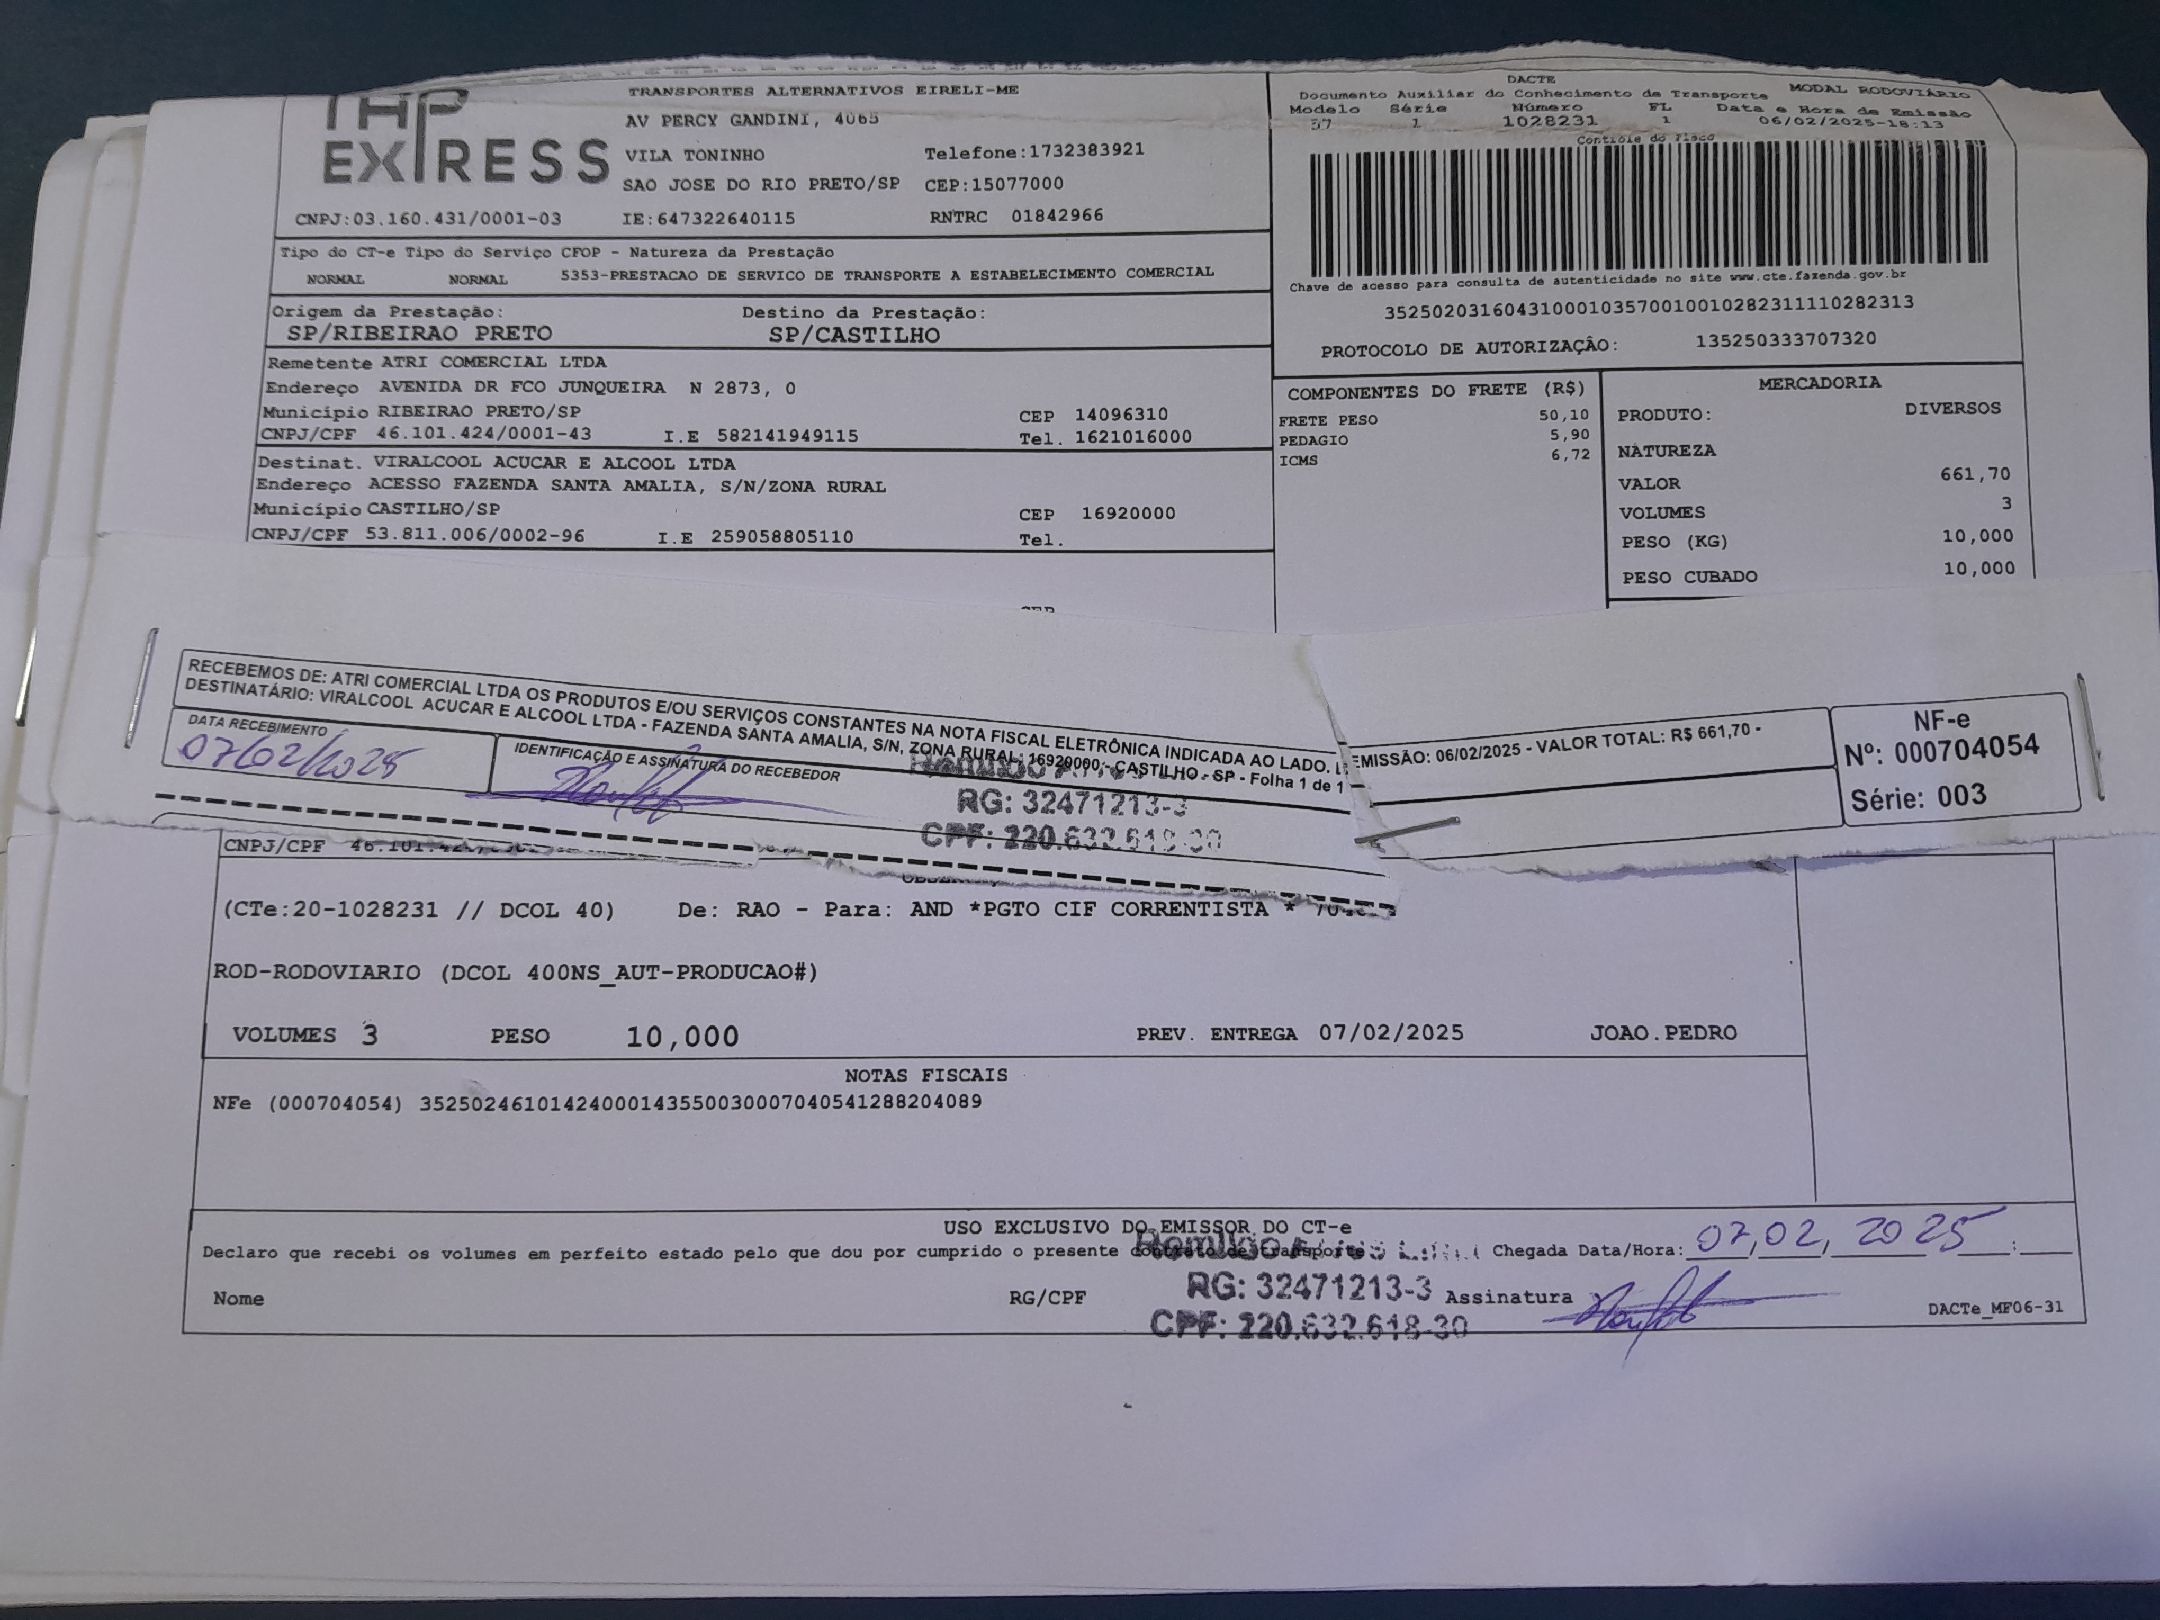 THP
EXPRESS
TRANSPORTES ALTERNATIVOS EIRELI-ME
AV PERCY GANDINI, 4065
VILA TONINHO Telefone:1732383921
SAO JOSE DO RIO PRETO/SP CEP:15077000
CNPJ:03.160.431/0001-03 IE:647322640115 RNTRC 01842966
DACTE
Documento Auxiliar do Conhecimento de Transporte MODAL RODOVIÁRIO
Modelo Série Número FL Data e Hora de Emissão
57 1 1028231 1 06/02/2025-18:13
Controle do Fisco
Chave de acesso para consulta de autenticidade no site www.cte.fazenda.gov.br
35250203160431000103570010010282311110282313
PROTOCOLO DE AUTORIZAÇÃO: 135250333707320
Tipo do CT-e Tipo do Serviço CFOP - Natureza da Prestação
NORMAL NORMAL 5353-PRESTACAO DE SERVICO DE TRANSPORTE A ESTABELECIMENTO COMERCIAL
Origem da Prestação: Destino da Prestação:
SP/RIBEIRAO PRETO SP/CASTILHO
Remetente ATRI COMERCIAL LTDA
Endereço AVENIDA DR FCO JUNQUEIRA N 2873, 0
Município RIBEIRAO PRETO/SP CEP 14096310
CNPJ/CPF 46.101.424/0001-43 I.E 582141949115 Tel. 1621016000
Destinat. VIRALCOOL ACUCAR E ALCOOL LTDA
Endereço ACESSO FAZENDA SANTA AMALIA, S/N/ZONA RURAL
Município CASTILHO/SP CEP 16920000
CNPJ/CPF 53.811.006/0002-96 I.E 259058805110 Tel.
COMPONENTES DO FRETE (R$)
FRETE PESO 50,10
PEDAGIO 5,90
ICMS 6,72
MERCADORIA
PRODUTO: DIVERSOS
NATUREZA
VALOR 661,70
VOLUMES 3
PESO (KG) 10,000
PESO CUBADO 10,000
RECEBEMOS DE: ATRI COMERCIAL LTDA OS PRODUTOS E/OU SERVIÇOS CONSTANTES NA NOTA FISCAL ELETRÔNICA INDICADA AO LADO. EMISSÃO: 06/02/2025 - VALOR TOTAL: R$ 661,70 -
DESTINATÁRIO: VIRALCOOL ACUCAR E ALCOOL LTDA - FAZENDA SANTA AMALIA, S/N, ZONA RURAL; 16920000 - CASTILHO - SP - Folha 1 de 1
DATA RECEBIMENTO
07/02/2025
IDENTIFICAÇÃO E ASSINATURA DO RECEBEDOR
RG: 32471213-3
CPF: 220.632.618-30
NF-e
Nº: 000704054
Série: 003
CNPJ/CPF
(CTe:20-1028231 // DCOL 40) De: RAO - Para: AND *PGTO CIF CORRENTISTA *
ROD-RODOVIARIO (DCOL 400NS_AUT-PRODUCAO#)
VOLUMES 3 PESO 10,000 PREV. ENTREGA 07/02/2025 JOAO.PEDRO
NOTAS FISCAIS
NFe (000704054) 35250246101424000143550030007040541288204089
USO EXCLUSIVO DO EMISSOR DO CT-e
Declaro que recebi os volumes em perfeito estado pelo que dou por cumprido o presente contrato de transporte Chegada Data/Hora: 07,02, 2025
Nome RG/CPF Assinatura
RG: 32471213-3
CPF: 220.632.618-30
DACTe_MF06-31